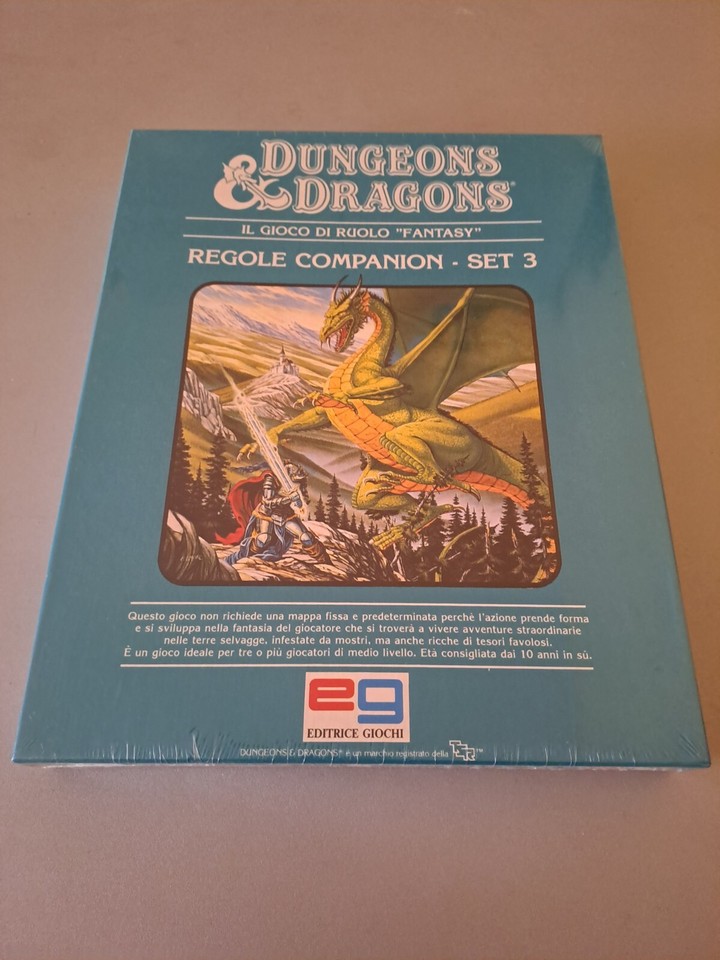 DUNGEONS
& DRAGONS®
IL GIOCO DI RUOLO "FANTASY"
REGOLE COMPANION - SET 3
Questo gioco non richiede una mappa fissa e predeterminata perchè l'azione prende forma
e si sviluppa nella fantasia del giocatore che si troverà a vivere avventure straordinarie
nelle terre selvagge, infestate da mostri, ma anche ricche di tesori favolosi.
È un gioco ideale per tre o più giocatori di medio livello. Età consigliata dai 10 anni in sù.
eg
EDITRICE GIOCHI
DUNGEONS & DRAGONS® è un marchio registrato della TSR™